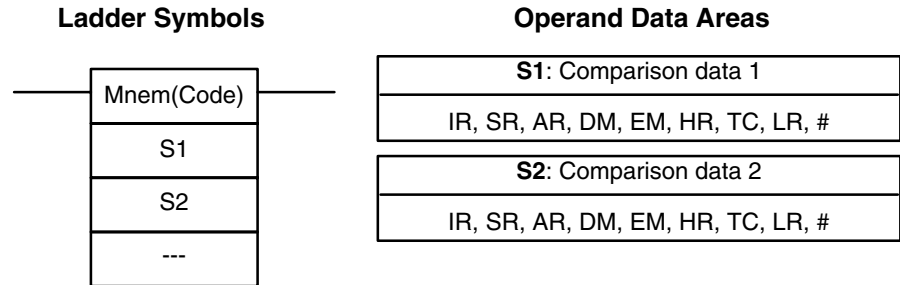 Ladder Symbols
Mnem(Code)
S1
S2
---
Operand Data Areas
S1: Comparison data 1
IR, SR, AR, DM, EM, HR, TC, LR, #
S2: Comparison data 2
IR, SR, AR, DM, EM, HR, TC, LR, #